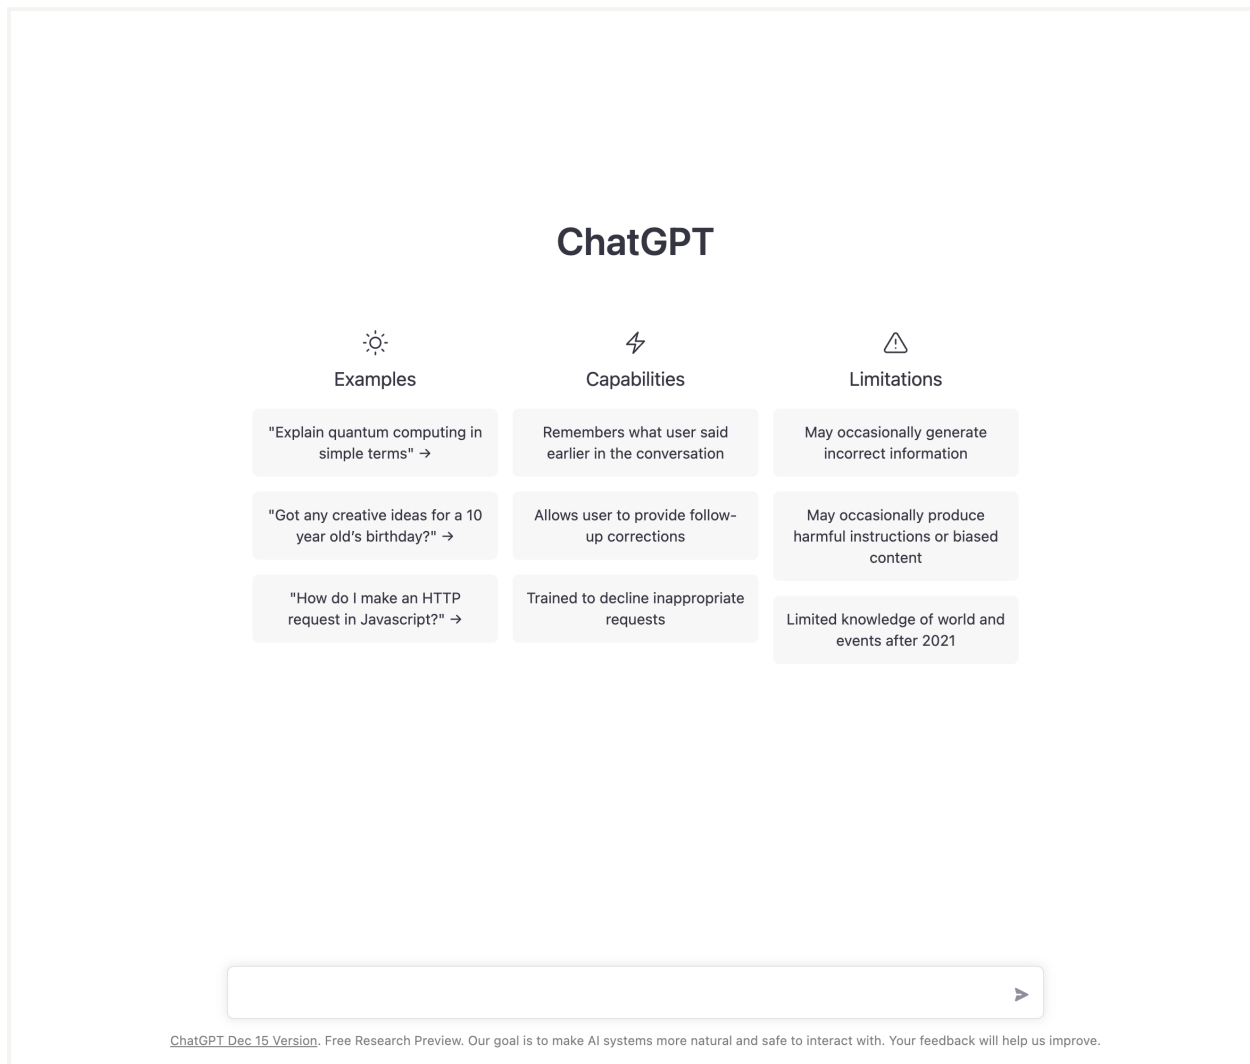 ChatGPT
Examples
"Explain quantum computing in
simple terms" →
"Got any creative ideas for a 10
year old’s birthday?" →
"How do I make an HTTP
request in Javascript?" →
Capabilities
Remembers what user said
earlier in the conversation
Allows user to provide follow-
up corrections
Trained to decline inappropriate
requests
Limitations
May occasionally generate
incorrect information
May occasionally produce
harmful instructions or biased
content
Limited knowledge of world and
events after 2021
ChatGPT Dec 15 Version. Free Research Preview. Our goal is to make AI systems more natural and safe to interact with. Your feedback will help us improve.